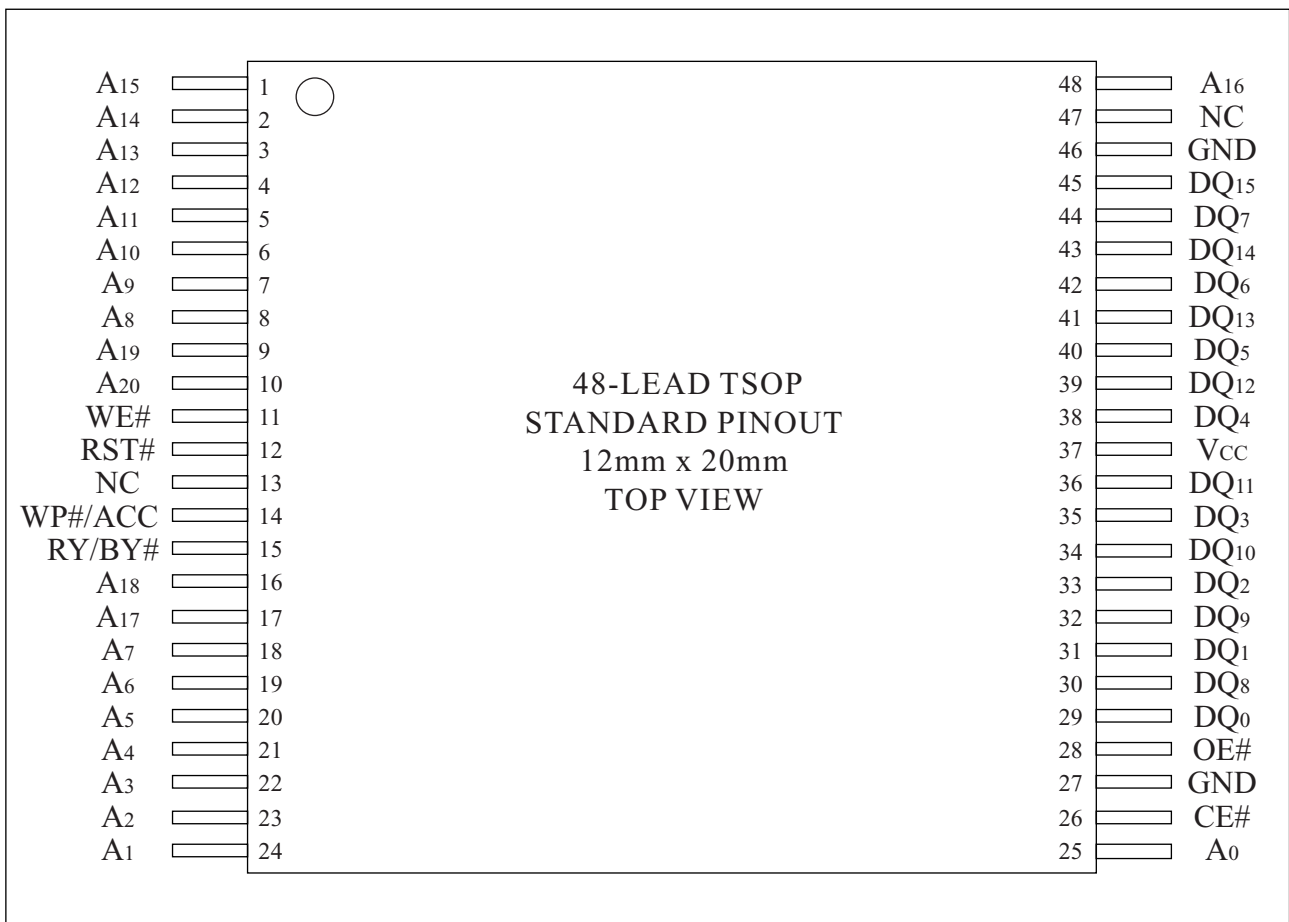 A15 1 48 A16
A14 2 47 NC
A13 3 46 GND
A12 4 45 DQ15
A11 5 44 DQ7
A10 6 43 DQ14
A9 7 42 DQ6
A8 8 41 DQ13
A19 9 40 DQ5
A20 10 39 DQ12
WE# 11 38 DQ4
RST# 12 37 VCC
NC 13 36 DQ11
WP#/ACC 14 35 DQ3
RY/BY# 15 34 DQ10
A18 16 33 DQ2
A17 17 32 DQ9
A7 18 31 DQ1
A6 19 30 DQ8
A5 20 29 DQ0
A4 21 28 OE#
A3 22 27 GND
A2 23 26 CE#
A1 24 25 A0
48-LEAD TSOP
STANDARD PINOUT
12mm x 20mm
TOP VIEW